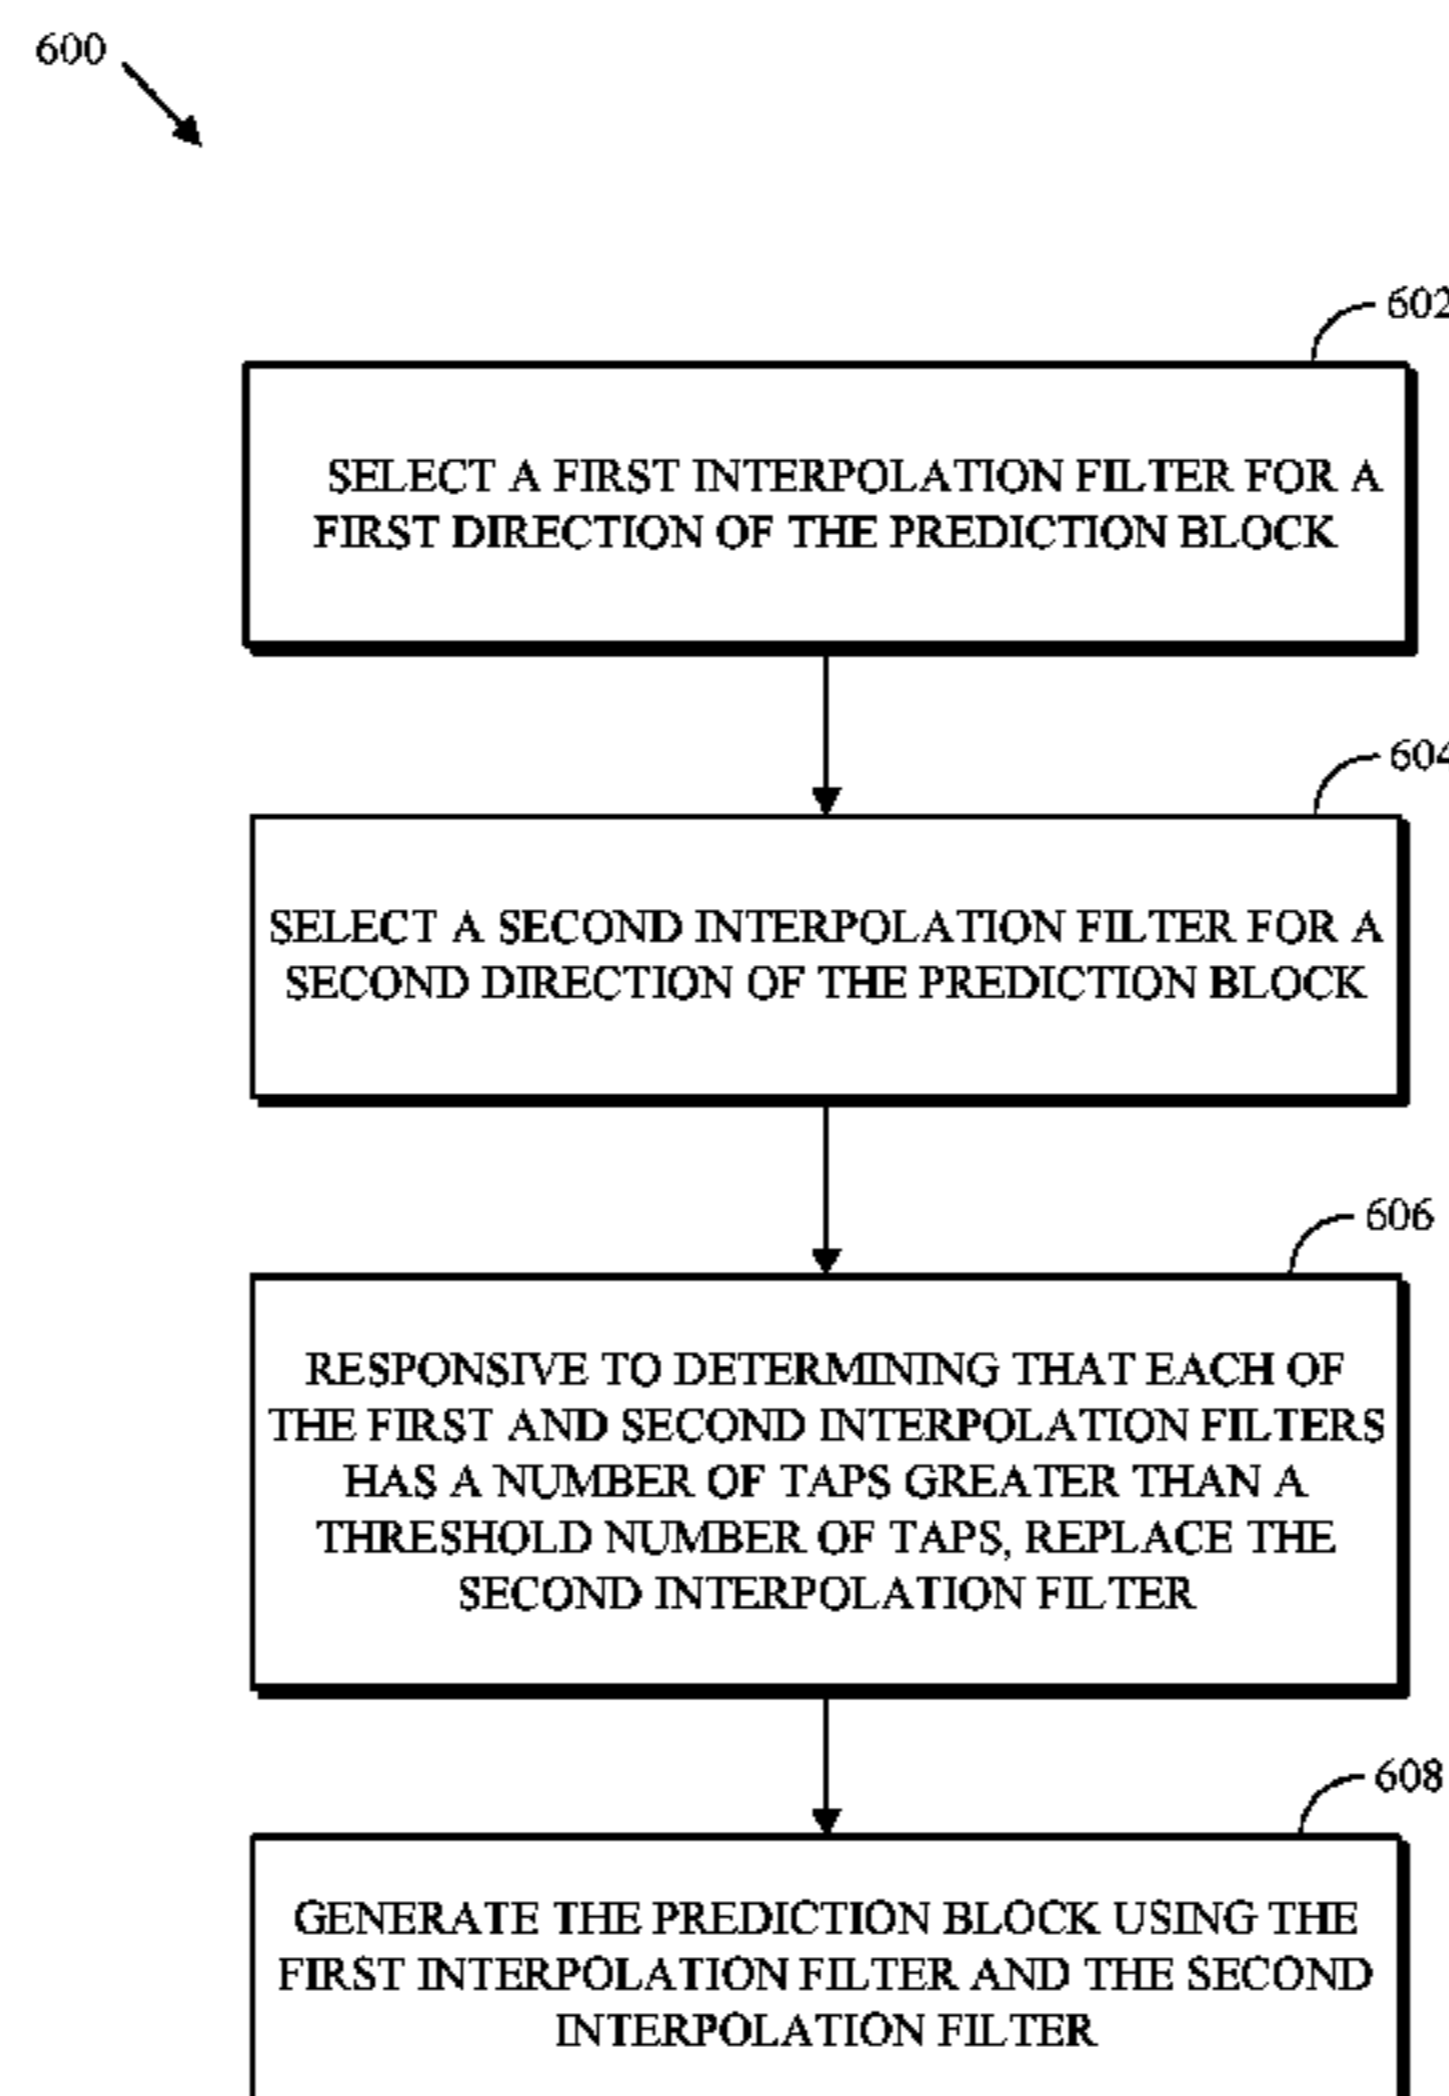 600
602
SELECT A FIRST INTERPOLATION FILTER FOR A
FIRST DIRECTION OF THE PREDICTION BLOCK
604
SELECT A SECOND INTERPOLATION FILTER FOR A
SECOND DIRECTION OF THE PREDICTION BLOCK
606
RESPONSIVE TO DETERMINING THAT EACH OF
THE FIRST AND SECOND INTERPOLATION FILTERS
HAS A NUMBER OF TAPS GREATER THAN A
THRESHOLD NUMBER OF TAPS, REPLACE THE
SECOND INTERPOLATION FILTER
608
GENERATE THE PREDICTION BLOCK USING THE
FIRST INTERPOLATION FILTER AND THE SECOND
INTERPOLATION FILTER